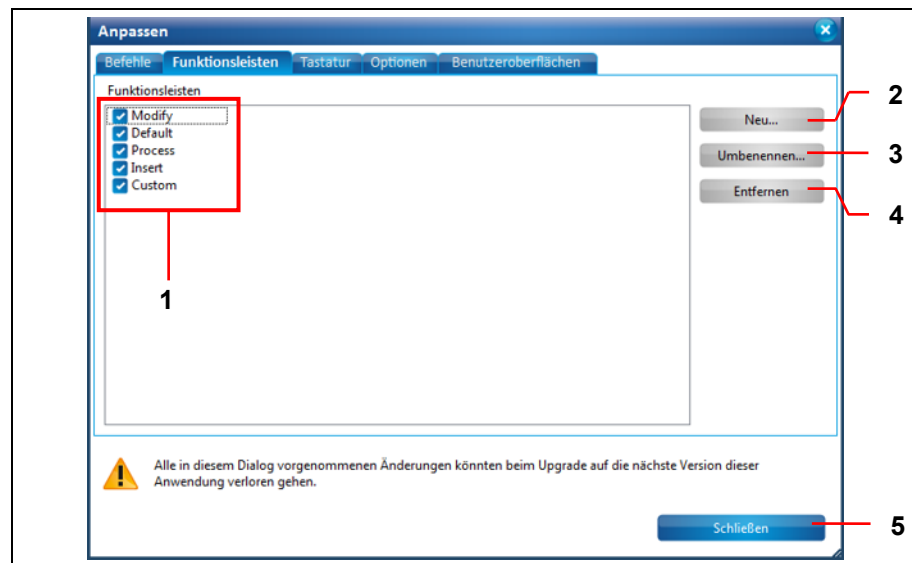 Anpassen
Befehle Funktionsleisten Tastatur Optionen Benutzeroberflächen
Funktionsleisten
Modify
Default
Process
Insert
Custom
Neu...
Umbenennen...
Entfernen
2
3
4
1
Alle in diesem Dialog vorgenommenen Änderungen könnten beim Upgrade auf die nächste Version dieser
Anwendung verloren gehen.
Schließen
5